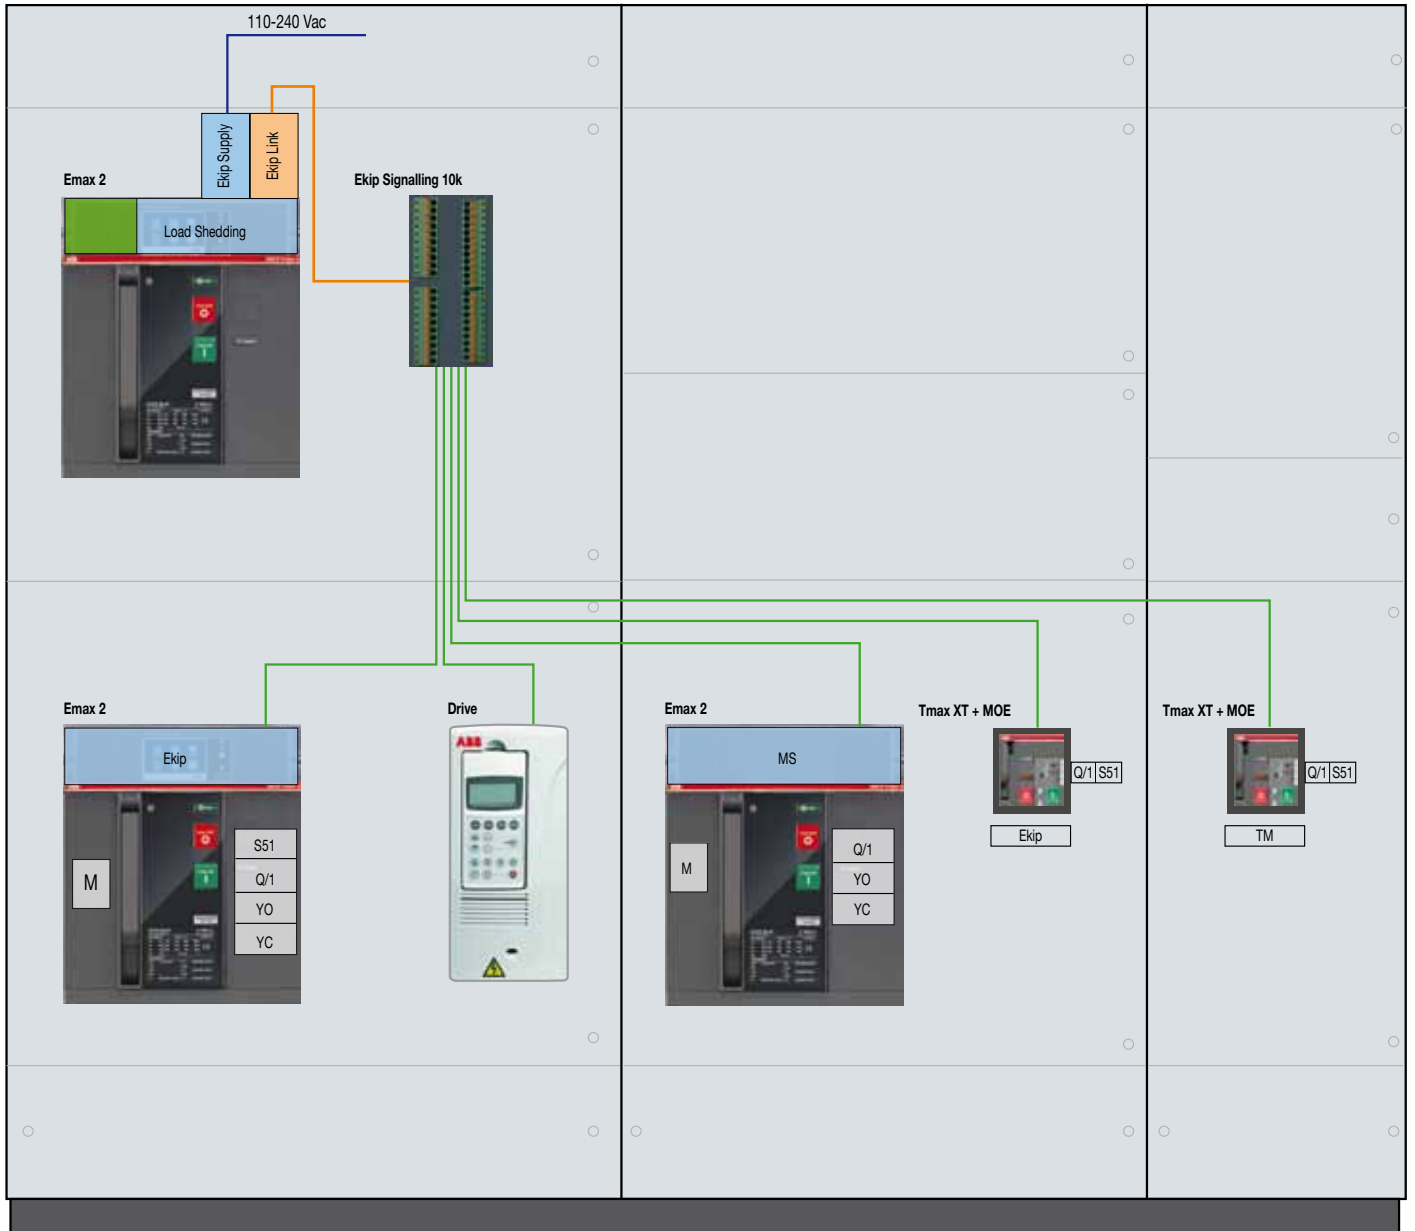 110-240 Vac
Ekip Supply
Ekip Link
Emax 2
Ekip Signalling 10k
Load Shedding
Emax 2
Drive
Emax 2
Tmax XT + MOE
Tmax XT + MOE
Ekip
ABB
MS
Q/1 S51
Q/1 S51
Ekip
TM
M
S51
Q/1
YO
YC
M
Q/1
YO
YC